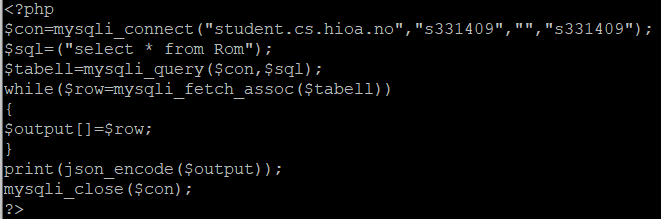 <?php
$con=mysqli_connect("student.cs.hioa.no","s331409","","s331409");
$sql=("select * from Rom");
$tabell=mysqli_query($con,$sql);
while($row=mysqli_fetch_assoc($tabell))
{
$output[]=$row;
}
print(json_encode($output));
mysqli_close($con);
?>